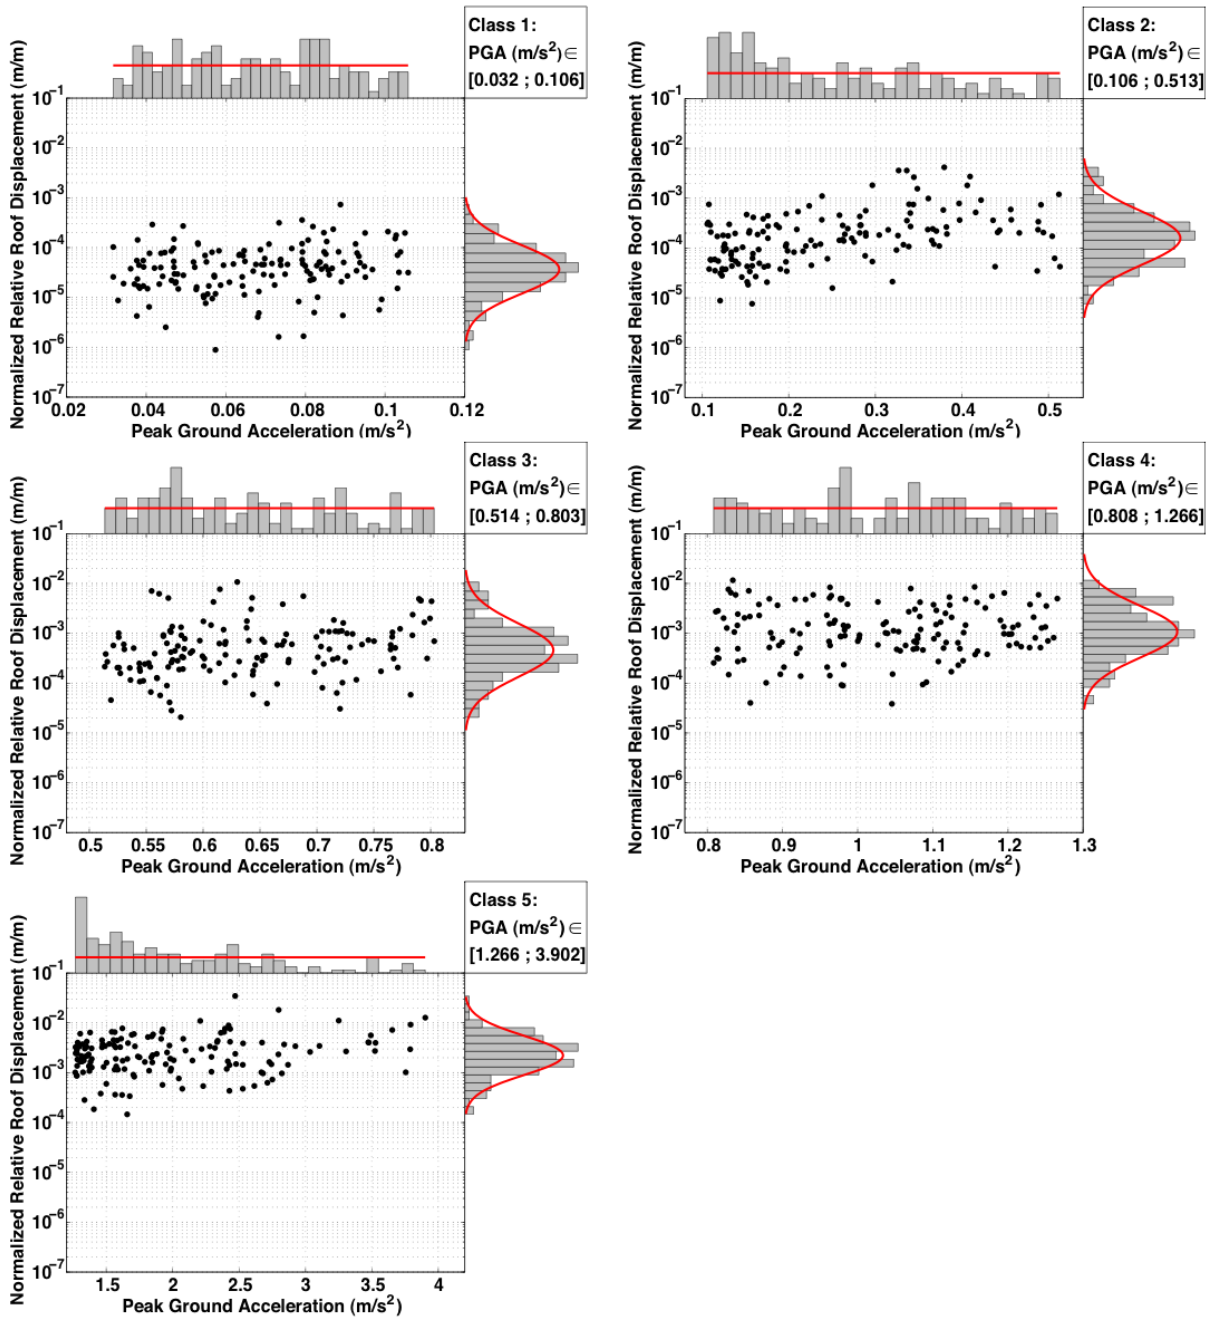 Class 1:
PGA (m/s²) ∈
[0.032 ; 0.106]
Normalized Relative Roof Displacement (m/m)
10⁻¹
10⁻²
10⁻³
10⁻⁴
10⁻⁵
10⁻⁶
10⁻⁷
0.02 0.04 0.06 0.08 0.1 0.12
Peak Ground Acceleration (m/s²)
Class 2:
PGA (m/s²) ∈
[0.106 ; 0.513]
Normalized Relative Roof Displacement (m/m)
10⁻¹
10⁻²
10⁻³
10⁻⁴
10⁻⁵
10⁻⁶
10⁻⁷
0.1 0.2 0.3 0.4 0.5
Peak Ground Acceleration (m/s²)
Class 3:
PGA (m/s²) ∈
[0.514 ; 0.803]
Normalized Relative Roof Displacement (m/m)
10⁻¹
10⁻²
10⁻³
10⁻⁴
10⁻⁵
10⁻⁶
10⁻⁷
0.5 0.55 0.6 0.65 0.7 0.75 0.8
Peak Ground Acceleration (m/s²)
Class 4:
PGA (m/s²) ∈
[0.808 ; 1.266]
Normalized Relative Roof Displacement (m/m)
10⁻¹
10⁻²
10⁻³
10⁻⁴
10⁻⁵
10⁻⁶
10⁻⁷
0.8 0.9 1 1.1 1.2 1.3
Peak Ground Acceleration (m/s²)
Class 5:
PGA (m/s²) ∈
[1.266 ; 3.902]
Normalized Relative Roof Displacement (m/m)
10⁻¹
10⁻²
10⁻³
10⁻⁴
10⁻⁵
10⁻⁶
10⁻⁷
1.5 2 2.5 3 3.5 4
Peak Ground Acceleration (m/s²)